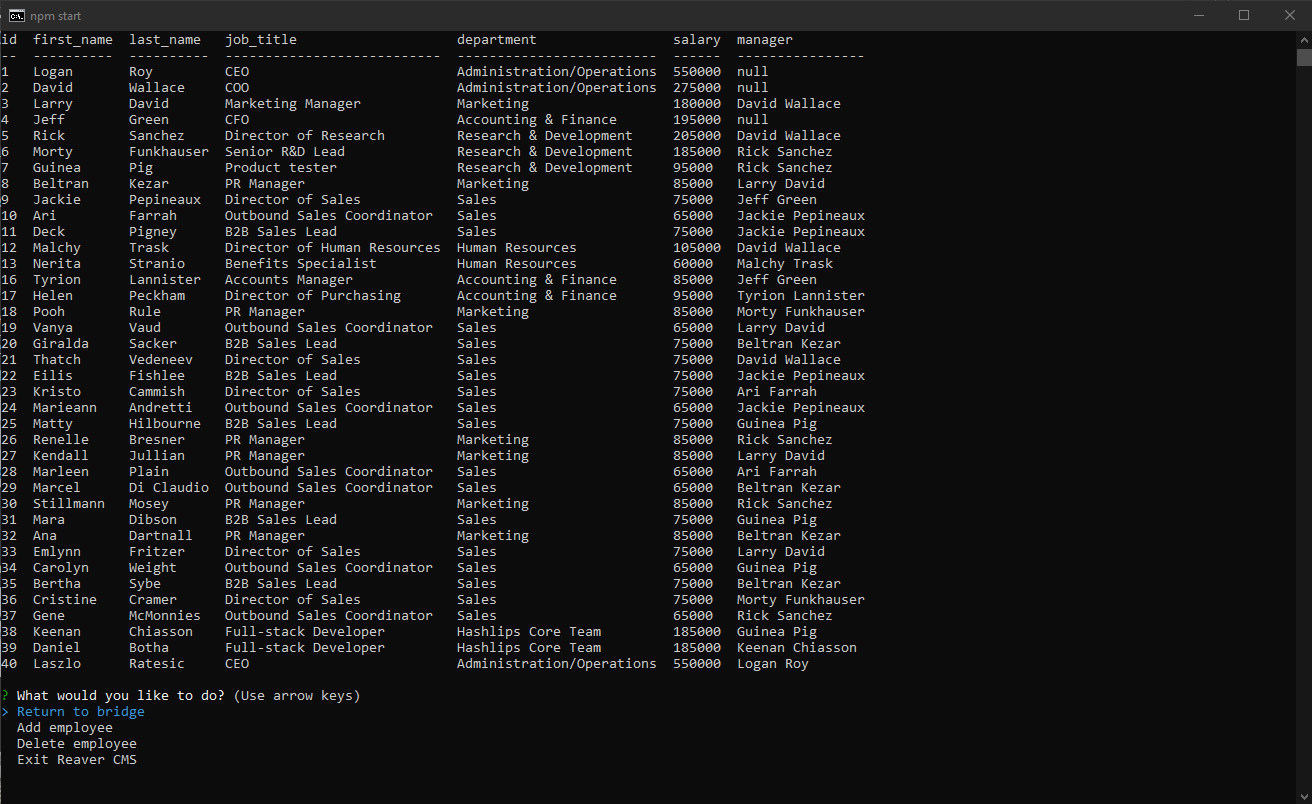 npm start
id  first_name  last_name  job_title                    department                 salary  manager
--  ----------  ---------  ---------------------------  -------------------------  ------  ----------------
1   Logan       Roy         CEO                          Administration/Operations  550000  null
2   David       Wallace     COO                          Administration/Operations  275000  null
3   Larry       David       Marketing Manager            Marketing                  180000  David Wallace
4   Jeff        Green       CFO                          Accounting & Finance       195000  null
5   Rick        Sanchez     Director of Research         Research & Development     205000  David Wallace
6   Morty       Funkhauser  Senior R&D Lead              Research & Development     185000  Rick Sanchez
7   Guinea      Pig         Product tester               Research & Development     95000   Rick Sanchez
8   Beltran     Kezar       PR Manager                   Marketing                  85000   Larry David
9   Jackie      Pepineaux   Director of Sales            Sales                      75000   Jeff Green
10  Ari         Farrah      Outbound Sales Coordinator   Sales                      65000   Jackie Pepineaux
11  Deck        Pigney      B2B Sales Lead               Sales                      75000   Jackie Pepineaux
12  Malchy      Trask       Director of Human Resources  Human Resources            105000  David Wallace
13  Nerita      Stranio     Benefits Specialist          Human Resources            60000   Malchy Trask
16  Tyrion      Lannister   Accounts Manager             Accounting & Finance       85000   Jeff Green
17  Helen       Peckham     Director of Purchasing       Accounting & Finance       95000   Tyrion Lannister
18  Pooh        Rule        PR Manager                   Marketing                  85000   Morty Funkhauser
19  Vanya       Vaud        Outbound Sales Coordinator   Sales                      65000   Larry David
20  Giralda     Sacker      B2B Sales Lead               Sales                      75000   Beltran Kezar
21  Thatch      Vedeneev    Director of Sales            Sales                      75000   David Wallace
22  Eilis       Fishlee     B2B Sales Lead               Sales                      75000   Jackie Pepineaux
23  Kristo      Cammish     Director of Sales            Sales                      75000   Ari Farrah
24  Marieann    Andretti    Outbound Sales Coordinator   Sales                      65000   Jackie Pepineaux
25  Matty       Hilbourne   B2B Sales Lead               Sales                      75000   Guinea Pig
26  Renelle     Bresner     PR Manager                   Marketing                  85000   Rick Sanchez
27  Kendall     Jullian     PR Manager                   Marketing                  85000   Larry David
28  Marleen     Plain       Outbound Sales Coordinator   Sales                      65000   Ari Farrah
29  Marcel      Di Claudio  Outbound Sales Coordinator   Sales                      65000   Beltran Kezar
30  Stillmann   Mosey       PR Manager                   Marketing                  85000   Rick Sanchez
31  Mara        Dibson      B2B Sales Lead               Sales                      75000   Guinea Pig
32  Ana         Dartnall    PR Manager                   Marketing                  85000   Beltran Kezar
33  Emlynn      Fritzer     Director of Sales            Sales                      75000   Larry David
34  Carolyn     Weight      Outbound Sales Coordinator   Sales                      65000   Guinea Pig
35  Bertha      Sybe        B2B Sales Lead               Sales                      75000   Beltran Kezar
36  Cristine    Cramer      Director of Sales            Sales                      75000   Morty Funkhauser
37  Gene        McMonnies   Outbound Sales Coordinator   Sales                      65000   Rick Sanchez
38  Keenan      Chiasson    Full-stack Developer         Hashlips Core Team         185000  Guinea Pig
39  Daniel      Botha       Full-stack Developer         Hashlips Core Team         185000  Keenan Chiasson
40  Laszlo      Ratesic     CEO                          Administration/Operations  550000  Logan Roy
? What would you like to do? (Use arrow keys)
> Return to bridge
Add employee
Delete employee
Exit Reaver CMS